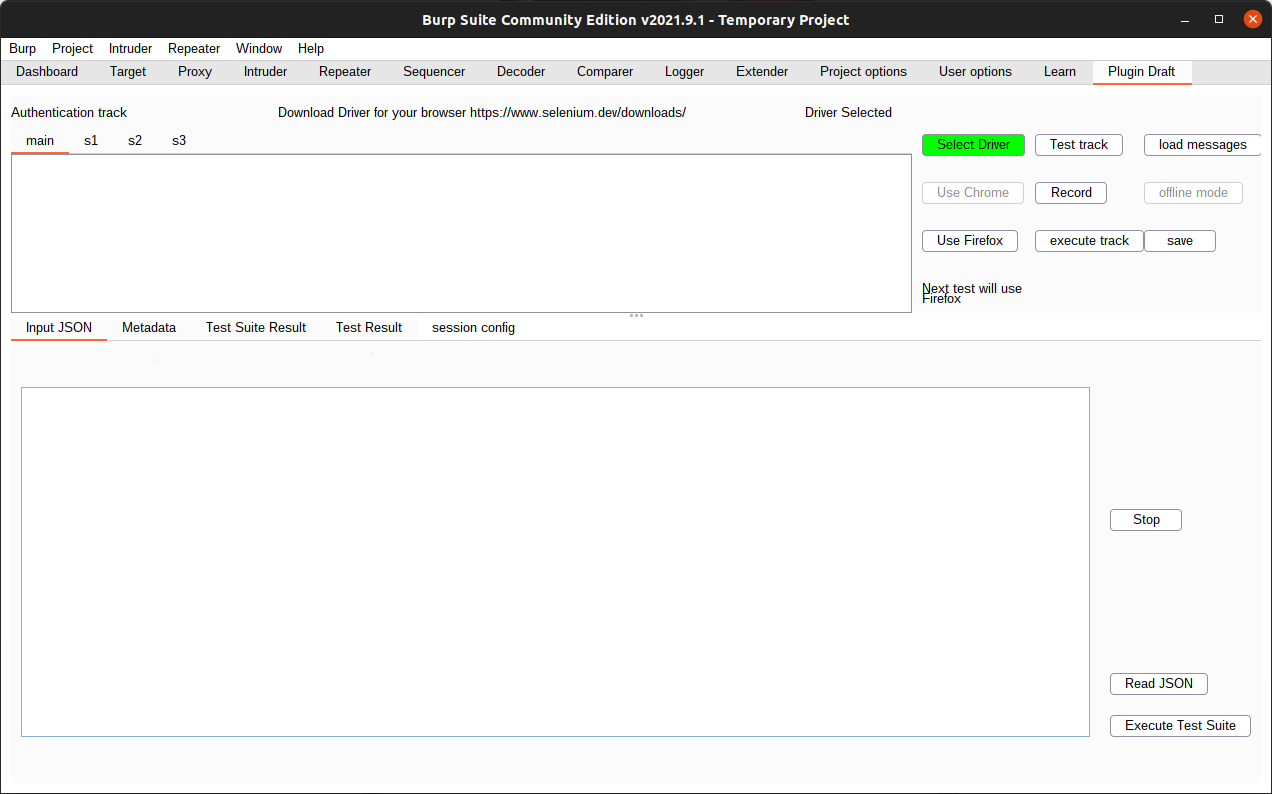 Burp Suite Community Edition v2021.9.1 - Temporary Project
Burp Project Intruder Repeater Window Help
Dashboard Target Proxy Intruder Repeater Sequencer Decoder Comparer Logger Extender Project options User options Learn Plugin Draft
Authentication track Download Driver for your browser https://www.selenium.dev/downloads/ Driver Selected
main s1 s2 s3
Select Driver Test track load messages
Use Chrome Record offline mode
Use Firefox execute track save
Next test will use
Firefox
Input JSON Metadata Test Suite Result Test Result session config
Stop
Read JSON
Execute Test Suite